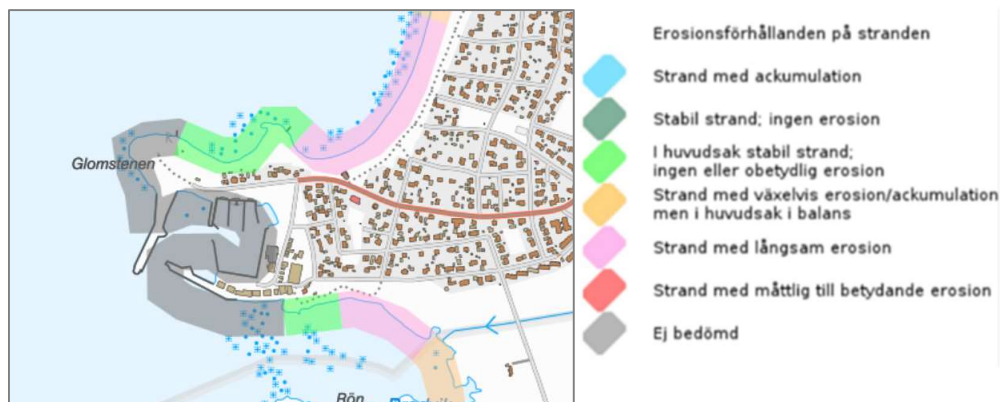 Glomstenen
Rön
Erosionsförhållanden på stranden
Strand med ackumulation
Stabil strand; ingen erosion
I huvudsak stabil strand;
ingen eller obetydlig erosion
Strand med växelvis erosion/ackumulation
men i huvudsak i balans
Strand med långsam erosion
Strand med måttlig till betydande erosion
Ej bedömd